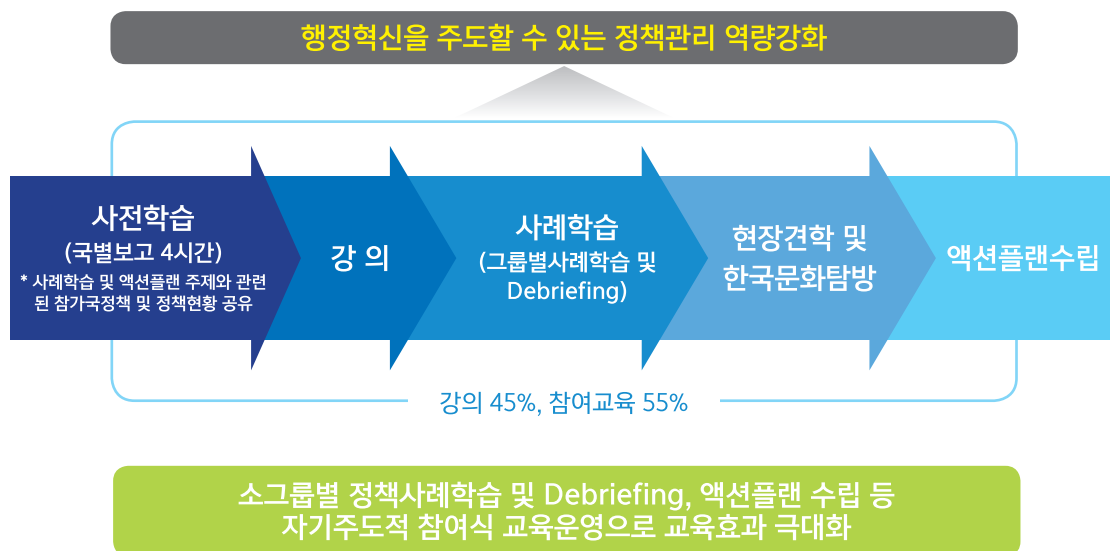 행정혁신을 주도할 수 있는 정책관리 역량강화
사전학습
(국별보고 4시간)
* 사례학습 및 액션플랜 주제와 관련
된 참가국정책 및 정책현황 공유
강 의
사례학습
(그룹별사례학습 및
Debriefing)
현장견학 및
한국문화탐방
액션플랜수립
강의 45%, 참여교육 55%
소그룹별 정책사례학습 및 Debriefing, 액션플랜 수립 등
자기주도적 참여식 교육운영으로 교육효과 극대화